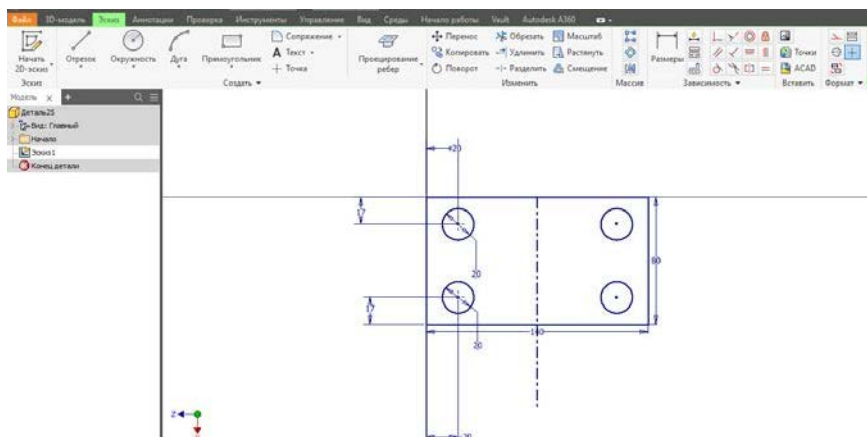 Файл 3D-модель Эскиз Аннотации Проверка Инструменты Управление Вид Среды Начало работы Vault Autodesk A360
Начать 2D-эскиз
Отрезок
Окружность
Дуга
Прямоугольник
Сопряжение
A Текст
Точка
Проецирование ребер
Перенос
Обрезать
Масштаб
Копировать
Удлинить
Растянуть
Поворот
Разделить
Смещение
Размеры
Точки
ACAD
Эскиз
Создать
Изменить
Массив
Зависимость
Вставить
Формат
Модель
Деталь25
Вид: Главный
Начало
Эскиз1
Конец детали
20
17
20
80
17
140
20
20
Z